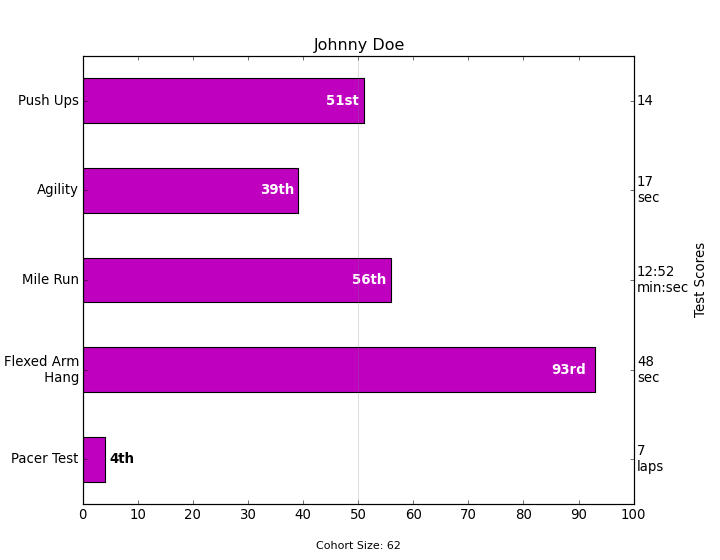 Johnny Doe
Push Ups
51st
14
Agility
39th
17
sec
Mile Run
56th
12:52
min:sec
Flexed Arm
Hang
93rd
48
sec
Pacer Test
4th
7
laps
Test Scores
0 10 20 30 40 50 60 70 80 90 100
Cohort Size: 62